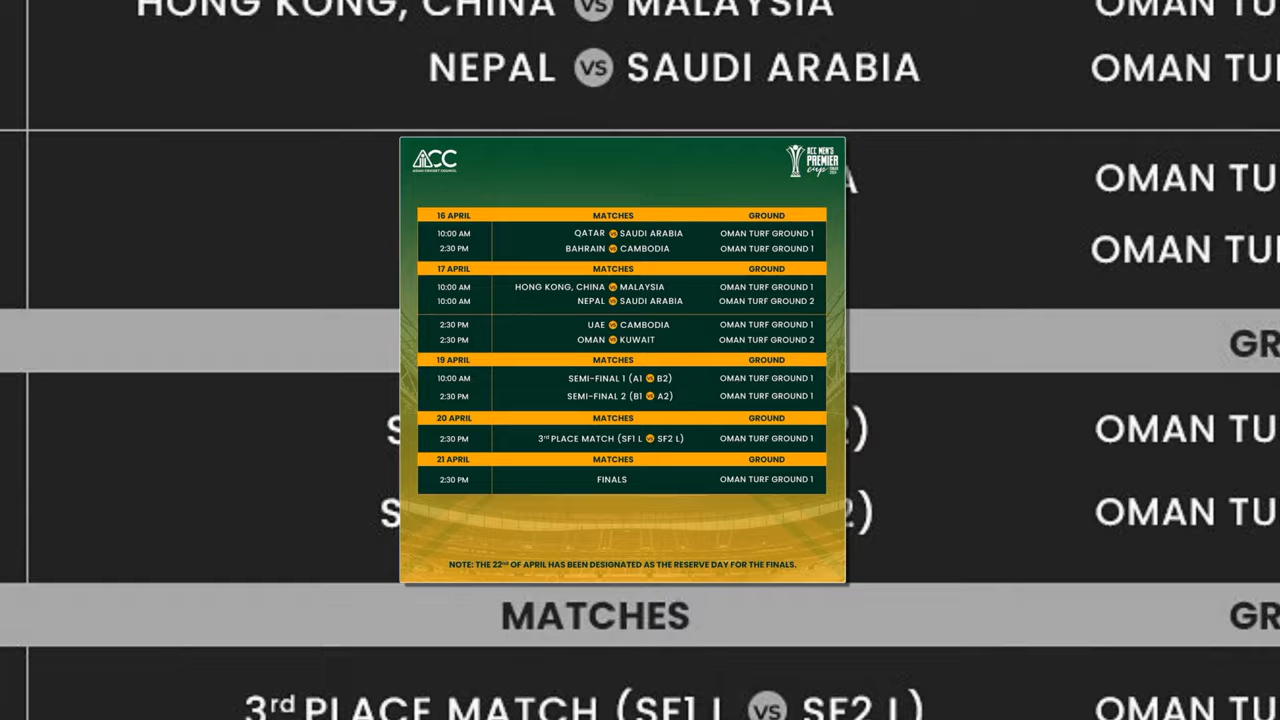 HONG KONG, CHINA VS MALAYSIA
NEPAL VS SAUDI ARABIA OMAN TU
ACC
ASIAN CRICKET COUNCIL
ACC MEN'S
PREMIER
CUP
16 APRIL MATCHES GROUND
10:00 AM QATAR VS SAUDI ARABIA OMAN TURF GROUND 1
2:30 PM BAHRAIN VS CAMBODIA OMAN TURF GROUND 1
17 APRIL MATCHES GROUND
10:00 AM HONG KONG, CHINA VS MALAYSIA OMAN TURF GROUND 1
10:00 AM NEPAL VS SAUDI ARABIA OMAN TURF GROUND 2
2:30 PM UAE VS CAMBODIA OMAN TURF GROUND 1
2:30 PM OMAN VS KUWAIT OMAN TURF GROUND 2
19 APRIL MATCHES GROUND
10:00 AM SEMI-FINAL 1 (A1 VS B2) OMAN TURF GROUND 1
2:30 PM SEMI-FINAL 2 (B1 VS A2) OMAN TURF GROUND 1
20 APRIL MATCHES GROUND
2:30 PM 3rd PLACE MATCH (SF1 L VS SF2 L) OMAN TURF GROUND 1
21 APRIL MATCHES GROUND
2:30 PM FINALS OMAN TURF GROUND 1
NOTE: THE 22nd OF APRIL HAS BEEN DESIGNATED AS THE RESERVE DAY FOR THE FINALS.
OMAN TU
OMAN TU
GR
OMAN TU
OMAN TU
MATCHES GR
3rd PLACE MATCH (SF1 L VS SF2 L) OMAN TU